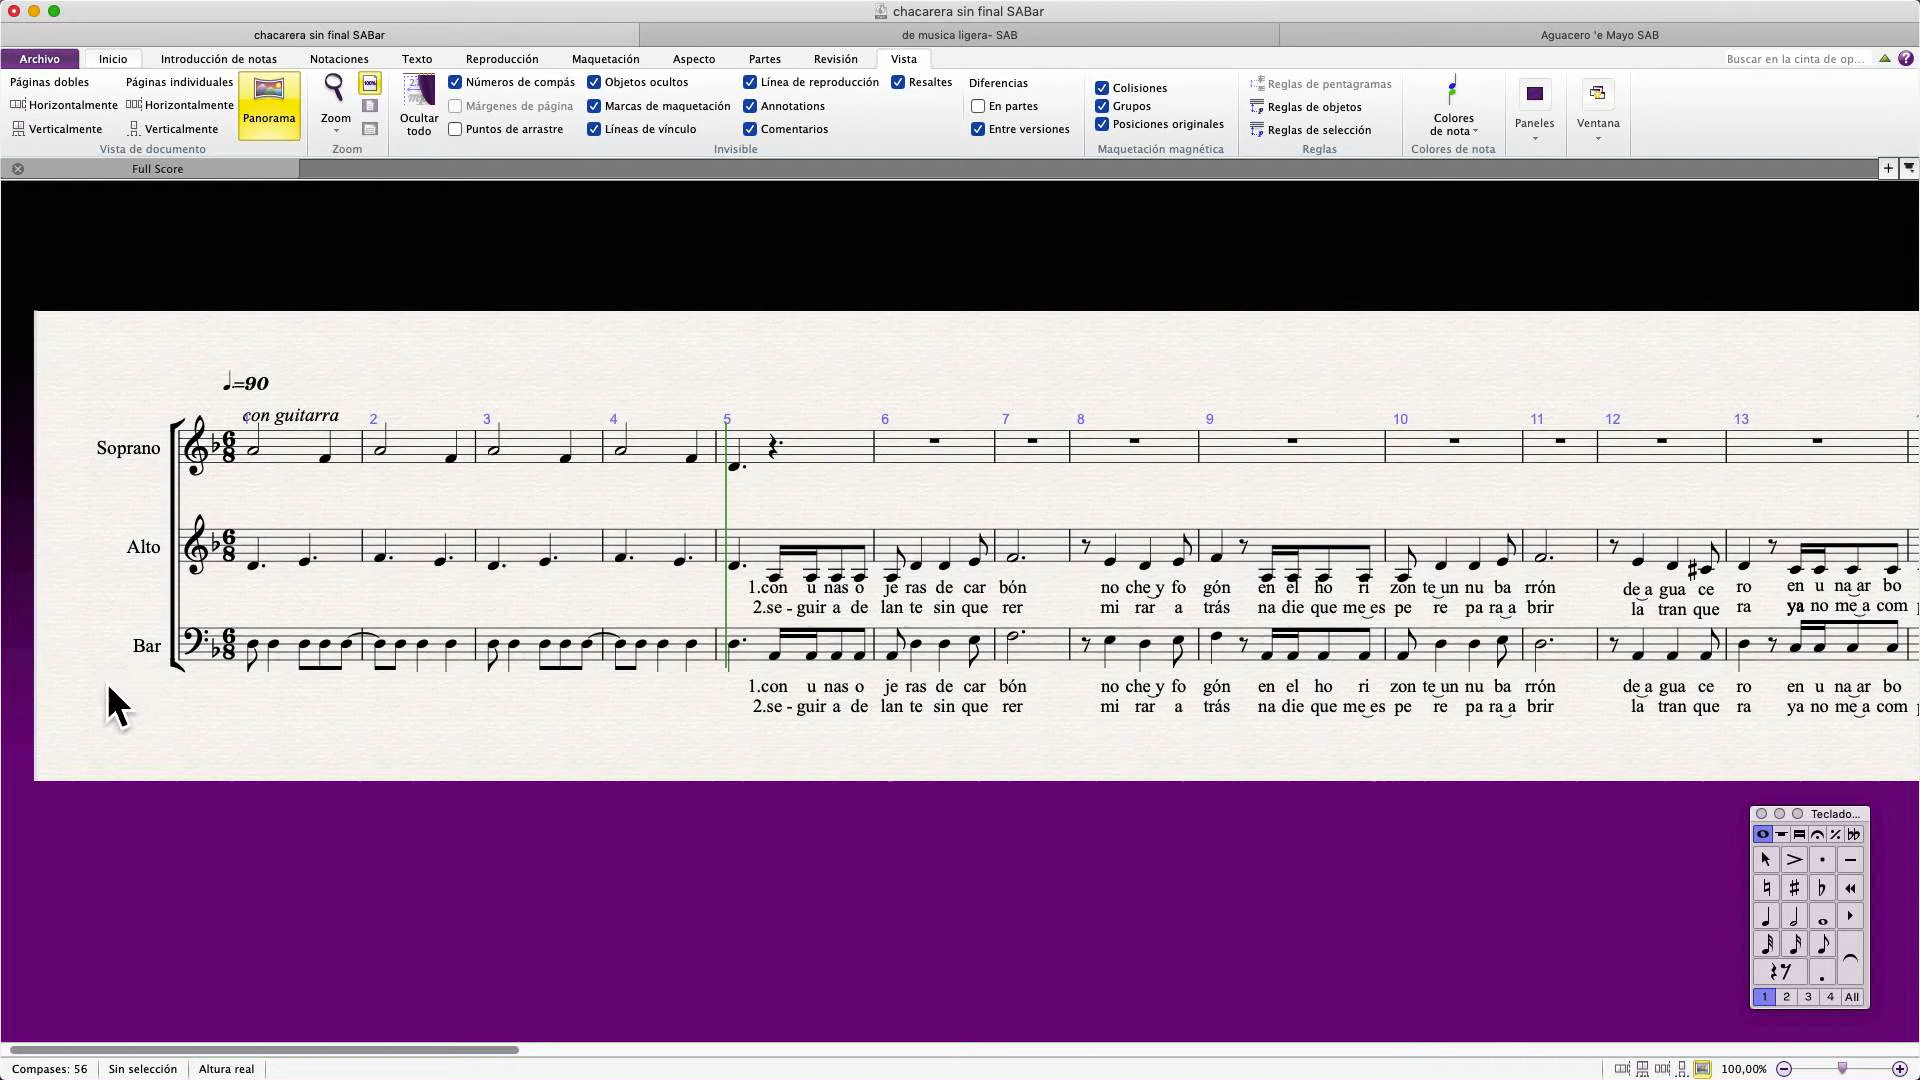 chacarera sin final SABar
chacarera sin final SABar
de musica ligera- SAB
Aguacero 'e Mayo SAB
Archivo Inicio Introducción de notas Notaciones Texto Reproducción Maquetación Aspecto Partes Revisión Vista Buscar en la cinta de op...
Páginas dobles
Horizontalmente
Verticalmente
Páginas individuales
Horizontalmente
Verticalmente
Panorama
Vista de documento
Zoom
100%
Zoom
Ocultar todo
Números de compás
Márgenes de página
Puntos de arrastre
Objetos ocultos
Marcas de maquetación
Líneas de vínculo
Línea de reproducción
Annotations
Comentarios
Resaltes
Invisible
Diferencias
En partes
Entre versiones
Colisiones
Grupos
Posiciones originales
Maquetación magnética
Reglas de pentagramas
Reglas de objetos
Reglas de selección
Reglas
Colores de nota
Colores de nota
Paneles
Ventana
Full Score
=90
con guitarra
1 2 3 4 5 6 7 8 9 10 11 12 13
Soprano
6 8
Alto
6 8
1.con u nas o je ras de car bón no che y fo gón en el ho ri zon te un nu ba rrón de a gua ce ro en u na ar bo
2.se - guir a de lan te sin que rer mi rar a trás na die que me es pe re pa ra a brir la tran que ra ya no me a com
Bar
6 8
1.con u nas o je ras de car bón no che y fo gón en el ho ri zon te un nu ba rrón de a gua ce ro en u na ar bo
2.se - guir a de lan te sin que rer mi rar a trás na die que me es pe re pa ra a brir la tran que ra ya no me a com
Teclado...
1 2 3 4 All
Compases: 56 Sin selección Altura real 100,00%